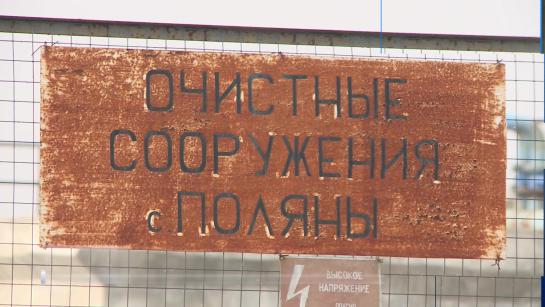 ОЧИСТНЫЕ
СООРУЖЕНИЯ
с ПОЛЯНЫ
ВЫСОКОЕ
НАПРЯЖЕНИЕ